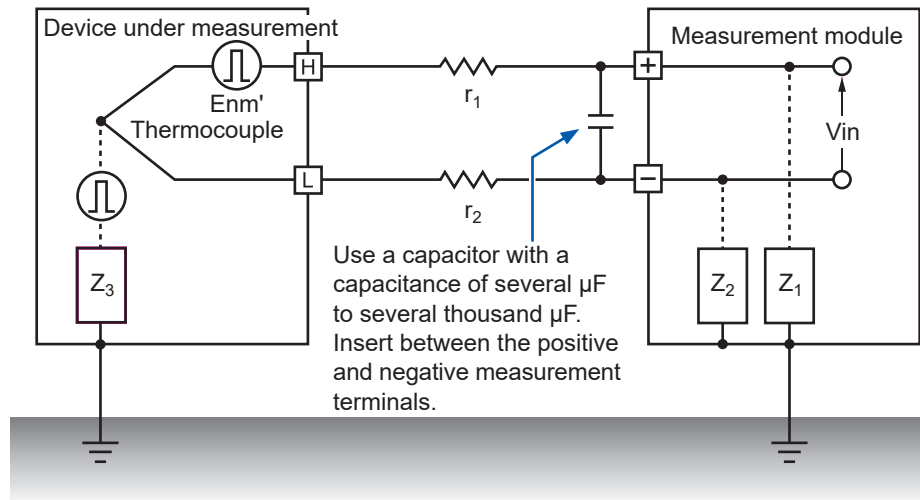 Device under measurement
Measurement module
H
r1
+
Enm'
Thermocouple
Vin
L
r2
−
Z3
Z2
Z1
Use a capacitor with a
capacitance of several µF
to several thousand µF.
Insert between the positive
and negative measurement
terminals.